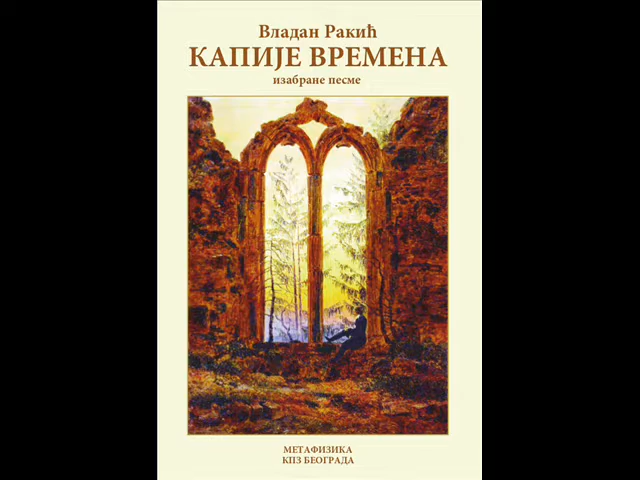 Владан Ракић
КАПИЈЕ ВРЕМЕНА
изабране песме
МЕТАФИЗИКА
КПЗ БЕОГРАДА